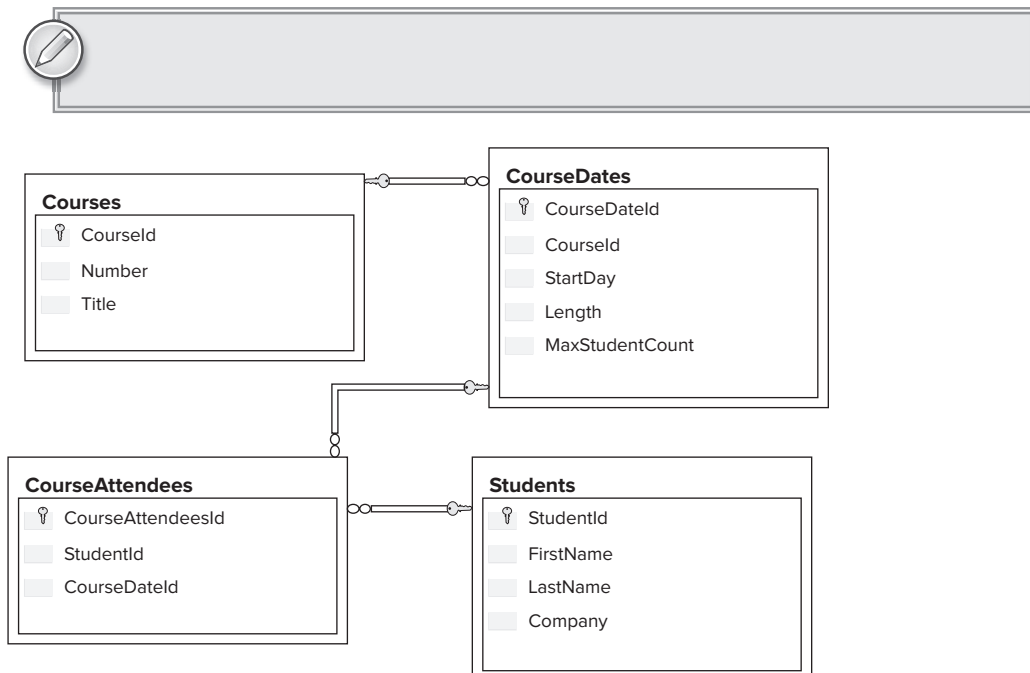 Courses
CourseId
Number
Title
CourseDates
CourseDateId
CourseId
StartDay
Length
MaxStudentCount
CourseAttendees
CourseAttendeesId
StudentId
CourseDateId
Students
StudentId
FirstName
LastName
Company